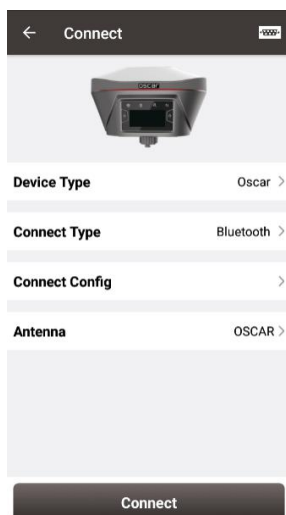 Connect
OSCAR
Device Type Oscar
Connect Type Bluetooth
Connect Config
Antenna OSCAR
Connect